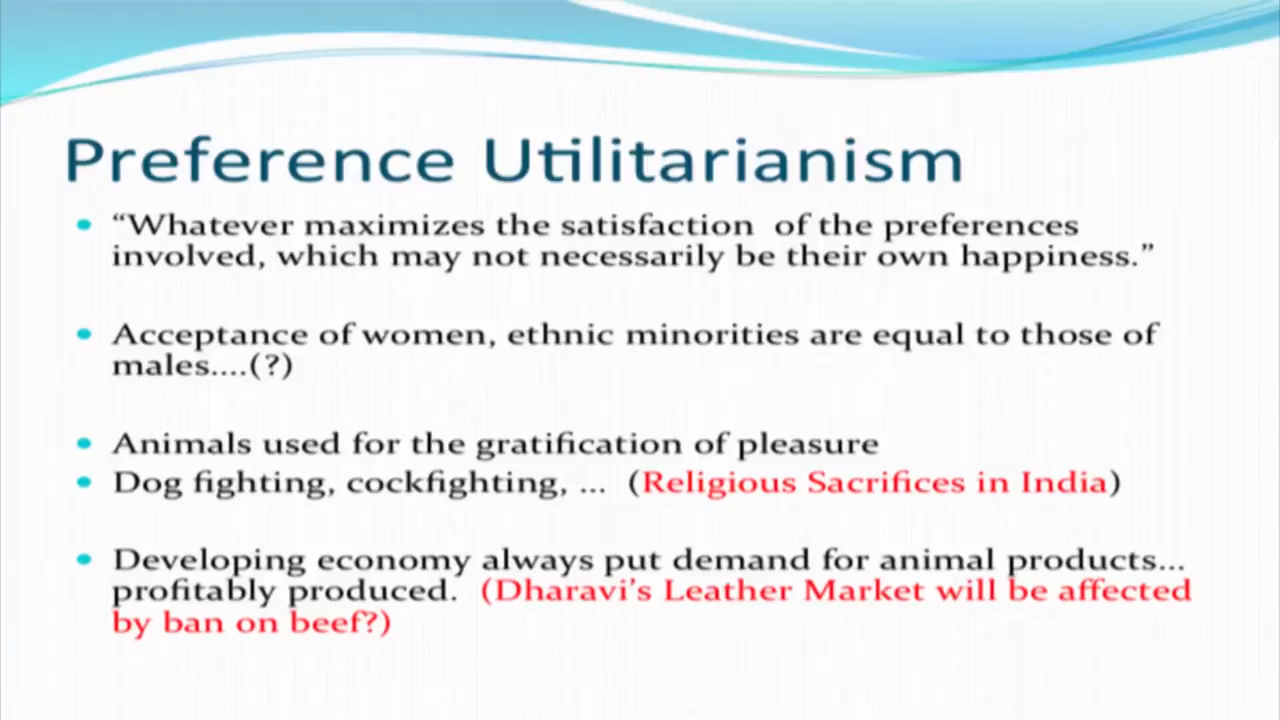 Preference Utilitarianism
“Whatever maximizes the satisfaction of the preferences
involved, which may not necessarily be their own happiness.”
Acceptance of women, ethnic minorities are equal to those of
males....(?)
Animals used for the gratification of pleasure
Dog fighting, cockfighting, ... (Religious Sacrifices in India)
Developing economy always put demand for animal products...
profitably produced. (Dharavi’s Leather Market will be affected
by ban on beef?)